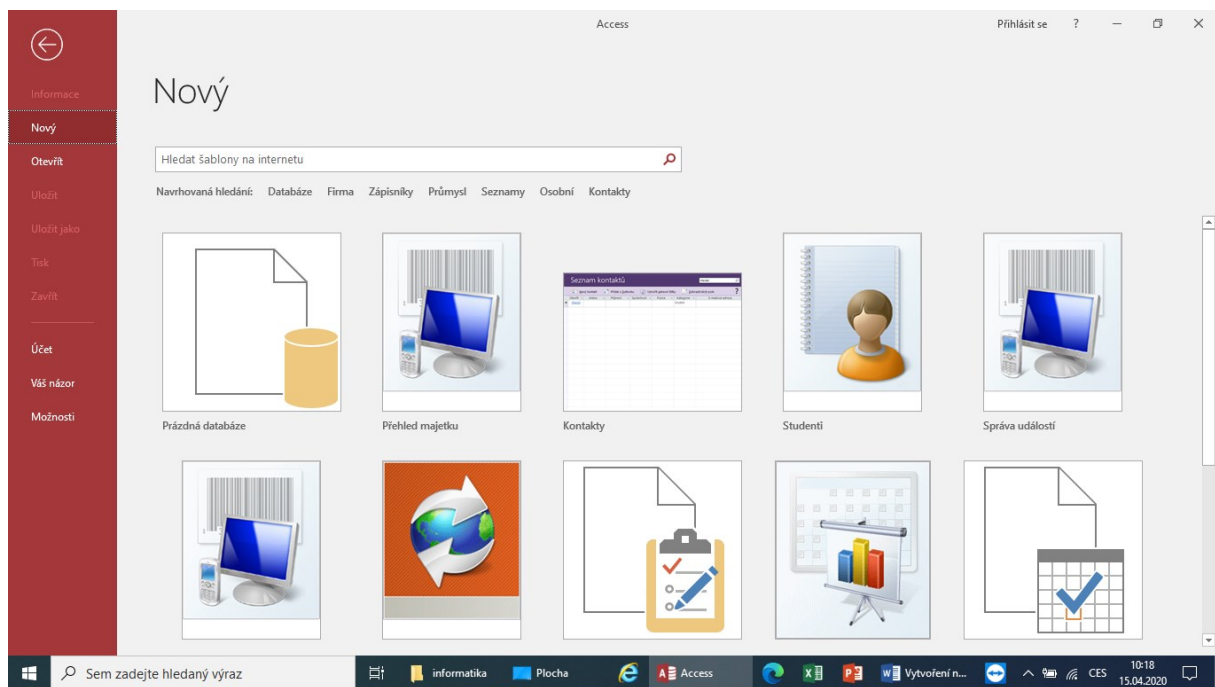 Access
Přihlásit se ?
Nový
Informace
Nový
Otevřít
Uložit
Uložit jako
Tisk
Zavřít
Účet
Váš názor
Možnosti
Hledat šablony na internetu
Navrhovaná hledání: Databáze Firma Zápisníky Průmysl Seznamy Osobní Kontakty
Seznam kontaktů
Prázdná databáze
Přehled majetku
Kontakty
Studenti
Správa událostí
Sem zadejte hledaný výraz
informatika
Plocha
Access
Vytvoření n...
CES
10:18
15.04.2020